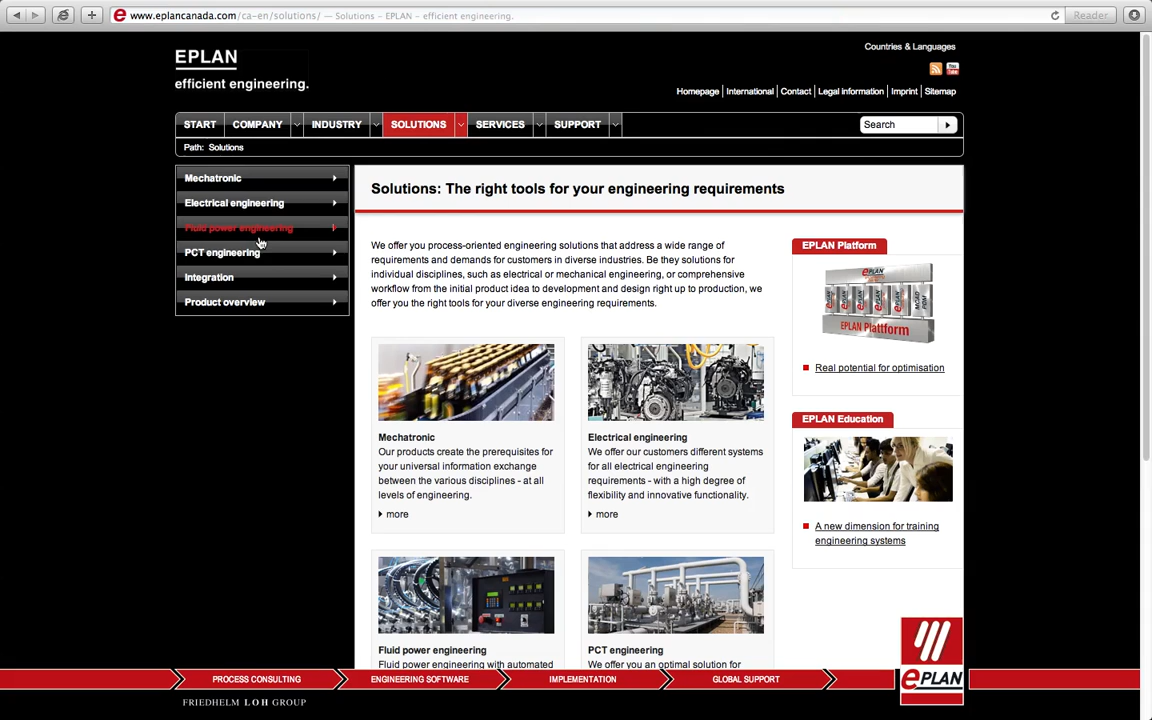 www.eplancanada.com/ca-en/solutions/ — Solutions – EPLAN – efficient engineering.
Reader
EPLAN
efficient engineering.
Countries & Languages
You Tube
Homepage | International | Contact | Legal information | Imprint | Sitemap
START COMPANY INDUSTRY SOLUTIONS SERVICES SUPPORT
Search
Path: Solutions
Mechatronic
Electrical engineering
Fluid power engineering
PCT engineering
Integration
Product overview
Solutions: The right tools for your engineering requirements
We offer you process-oriented engineering solutions that address a wide range of
requirements and demands for customers in diverse industries. Be they solutions for
individual disciplines, such as electrical or mechanical engineering, or comprehensive
workflow from the initial product idea to development and design right up to production, we
offer you the right tools for your diverse engineering requirements.
Mechatronic
Our products create the prerequisites for
your universal information exchange
between the various disciplines - at all
levels of engineering.
more
Electrical engineering
We offer our customers different systems
for all electrical engineering
requirements - with a high degree of
flexibility and innovative functionality.
more
Fluid power engineering
Fluid power engineering with automated
PCT engineering
We offer you an optimal solution for
EPLAN Platform
EPLAN Plattform
Real potential for optimisation
EPLAN Education
A new dimension for training
engineering systems
ePLAN
PROCESS CONSULTING ENGINEERING SOFTWARE IMPLEMENTATION GLOBAL SUPPORT
FRIEDHELM LOH GROUP